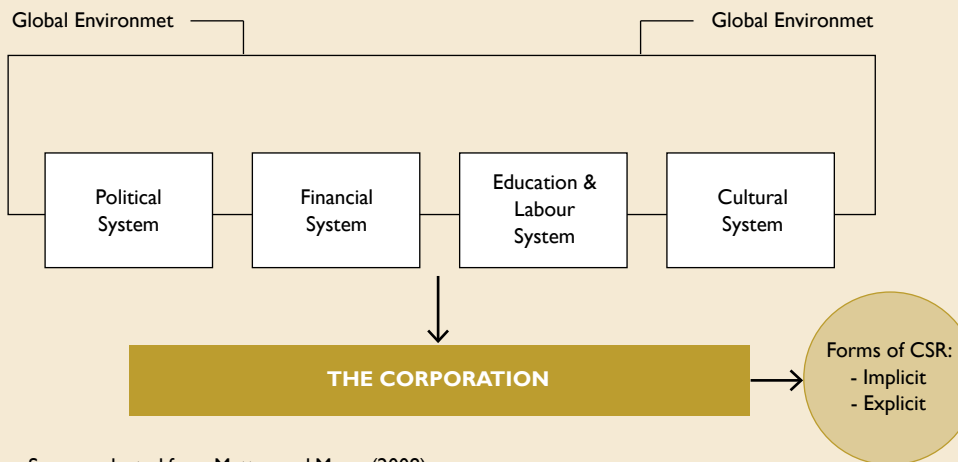 Global Environmet
Global Environmet
Political
System
Financial
System
Education &
Labour
System
Cultural
System
THE CORPORATION
Forms of CSR:
- Implicit
- Explicit